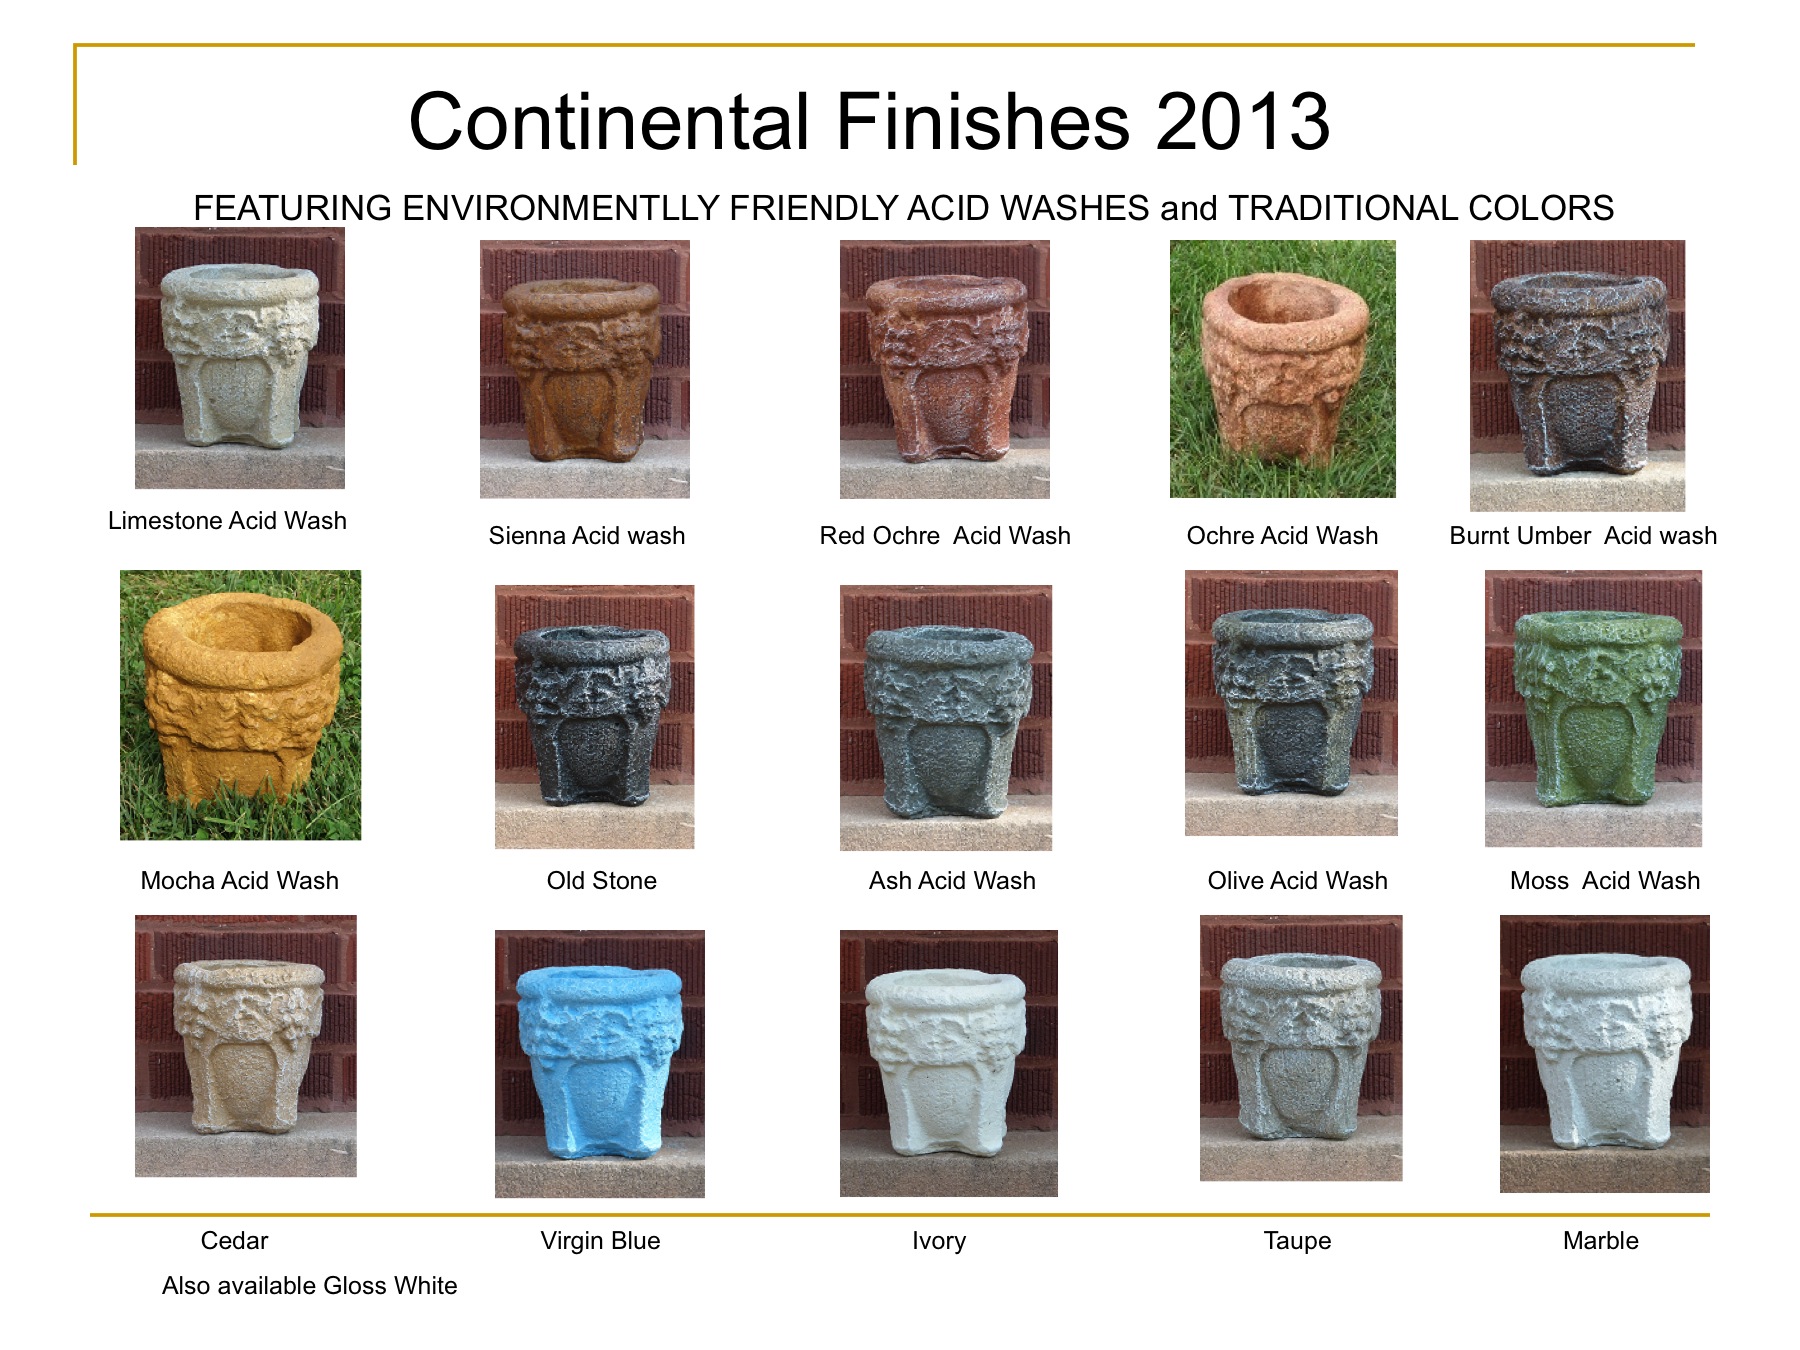 Continental Finishes 2013
FEATURING ENVIRONMENTLLY FRIENDLY ACID WASHES and TRADITIONAL COLORS
Limestone Acid Wash
Sienna Acid wash
Red Ochre  Acid Wash
Ochre Acid Wash
Burnt Umber  Acid wash
Mocha Acid Wash
Old Stone
Ash Acid Wash
Olive Acid Wash
Moss  Acid Wash
Cedar
Virgin Blue
Ivory
Taupe
Marble
Also available Gloss White